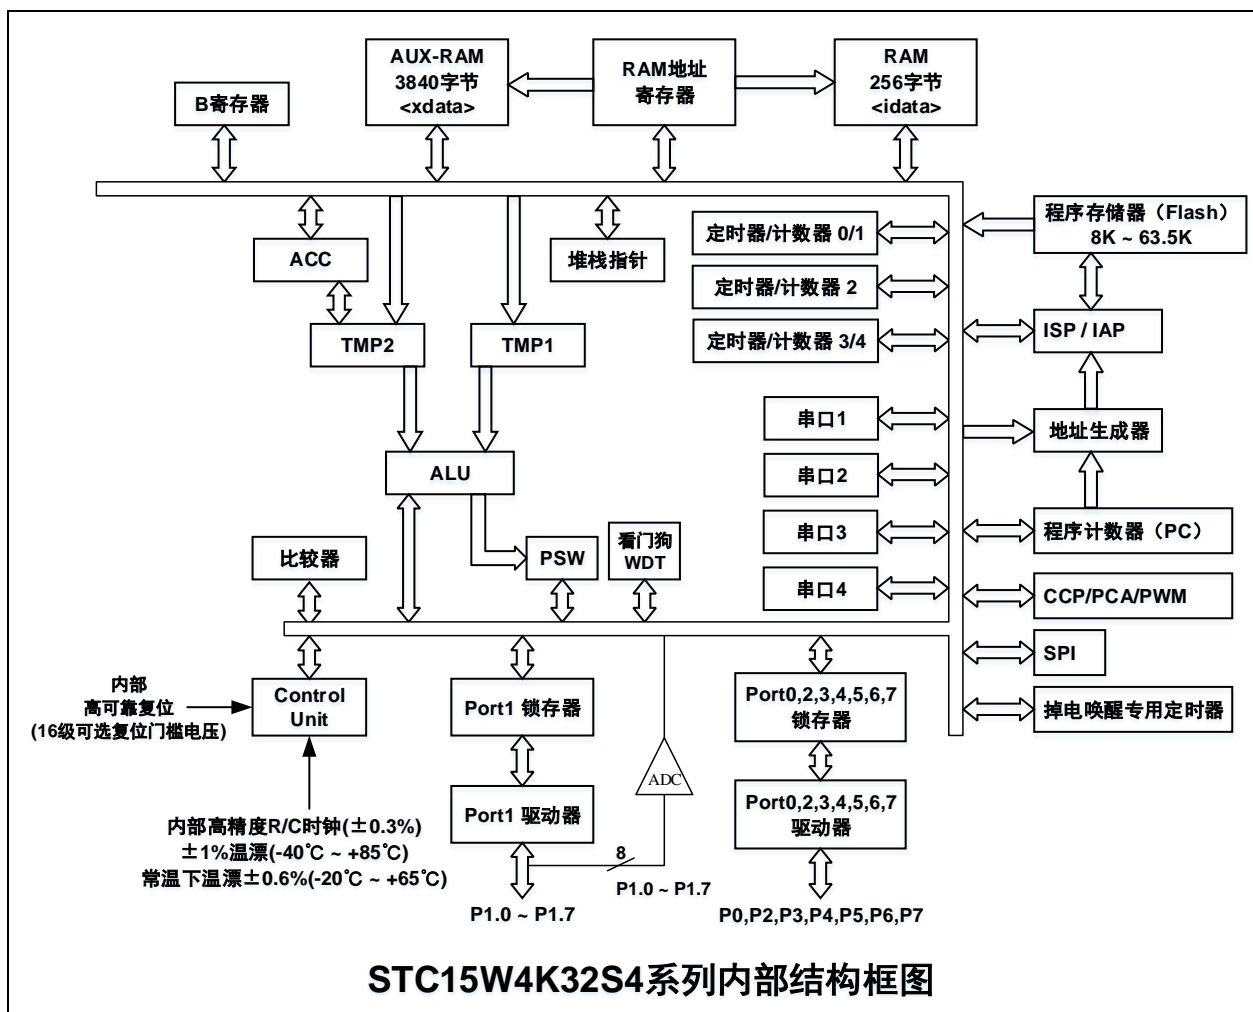 AUX-RAM
3840字节
<xdata>
RAM地址
寄存器
RAM
256字节
<idata>
B寄存器
ACC
堆栈指针
定时器/计数器 0/1
程序存储器（Flash）
8K ~ 63.5K
定时器/计数器 2
TMP2
TMP1
定时器/计数器 3/4
ISP / IAP
串口1
地址生成器
ALU
串口2
比较器
PSW
看门狗
WDT
串口3
程序计数器（PC）
串口4
CCP/PCA/PWM
SPI
内部
高可靠复位
(16级可选复位门槛电压)
Control
Unit
Port1 锁存器
Port0,2,3,4,5,6,7
锁存器
掉电唤醒专用定时器
ADC
Port1 驱动器
Port0,2,3,4,5,6,7
驱动器
内部高精度R/C时钟(±0.3%)
±1%温漂(-40℃ ~ +85℃)
常温下温漂±0.6%(-20℃ ~ +65℃)
8
P1.0 ~ P1.7
P1.0 ~ P1.7
P0,P2,P3,P4,P5,P6,P7
STC15W4K32S4系列内部结构框图